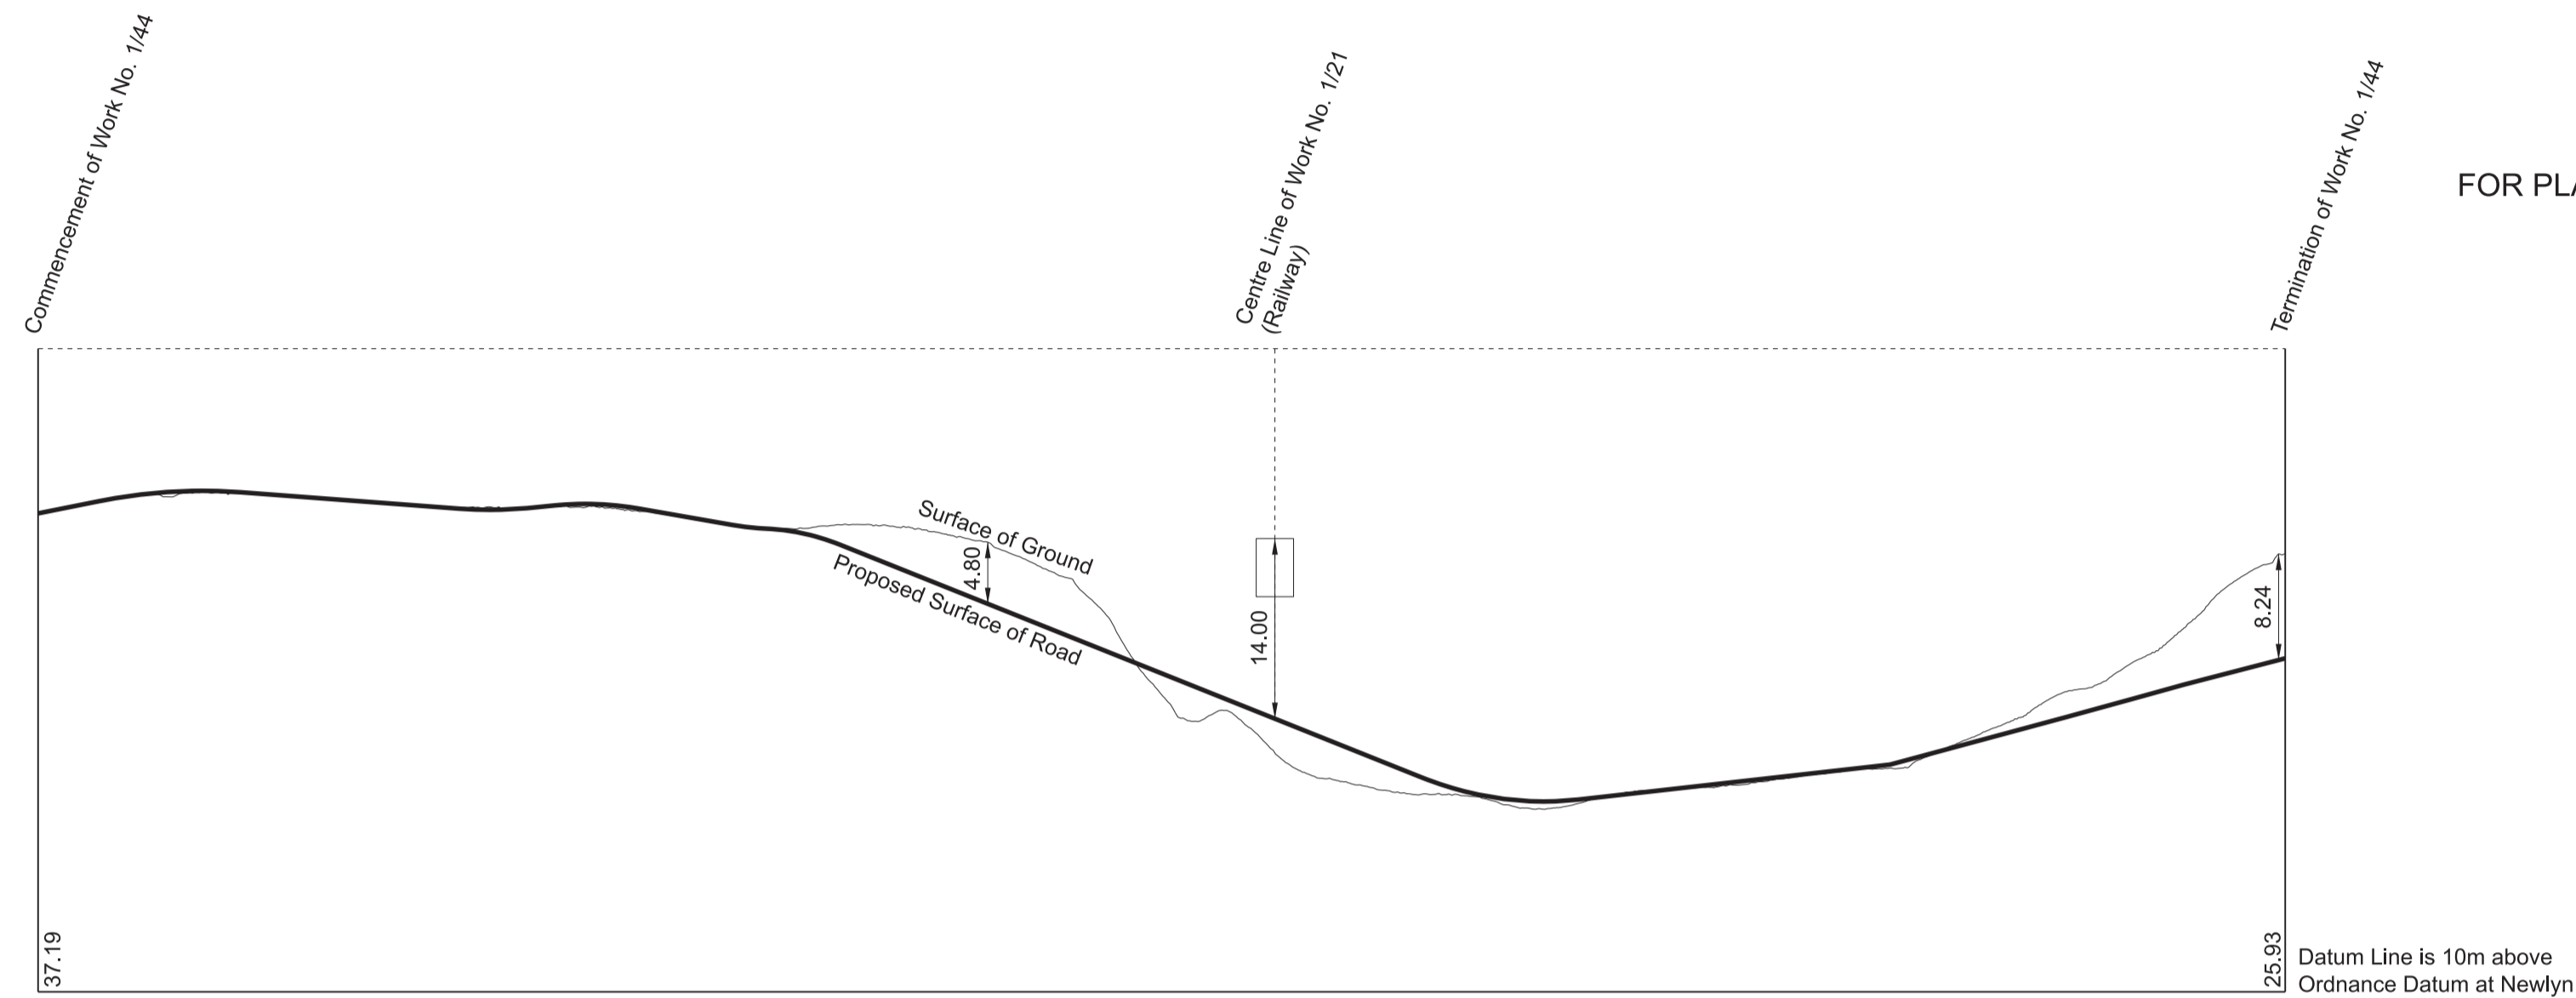 Commencement of Work No. 1/44
Centre Line of Work No. 1/21
(Railway)
Termination of Work No. 1/44
FOR PLA
Surface of Ground
4.80
Proposed Surface of Road
14.00
8.24
37.19
25.93
Datum Line is 10m above
Ordnance Datum at Newlyn